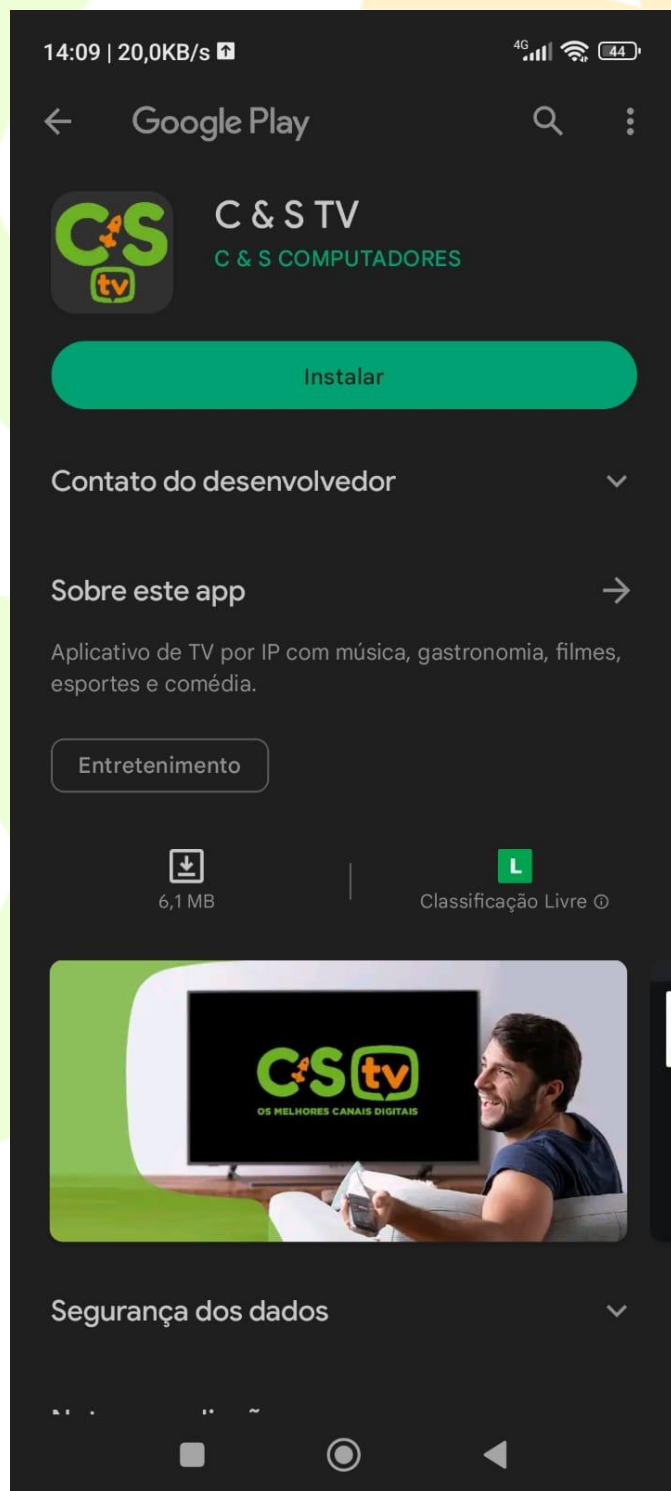 14:09 | 20,0KB/s
4G
44
Google Play
C&S
tv
C & S TV
C & S COMPUTADORES
Instalar
Contato do desenvolvedor
Sobre este app
Aplicativo de TV por IP com música, gastronomia, filmes,
esportes e comédia.
Entretenimento
6,1 MB
L
Classificação Livre
CS tv
OS MELHORES CANAIS DIGITAIS
Segurança dos dados